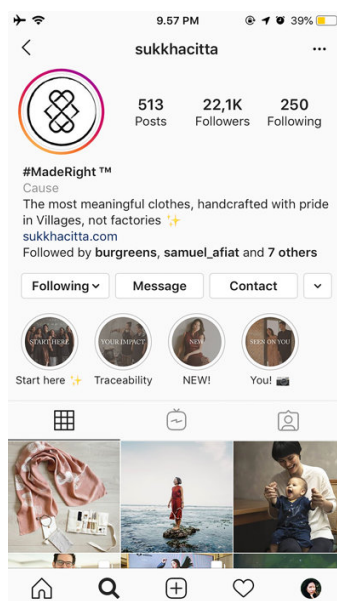 9.57 PM
39%
sukkhacitta
513
22,1K
250
Posts
Followers
Following
#MadeRight ™
Cause
The most meaningful clothes, handcrafted with pride
in Villages, not factories ✨
sukkhacitta.com
Followed by burgreens, samuel_afiat and 7 others
Following
Message
Contact
START HERE
YOUR IMPACT
NEW
SEEN ON YOU
Start here ✨
Traceability
NEW!
You! 📷